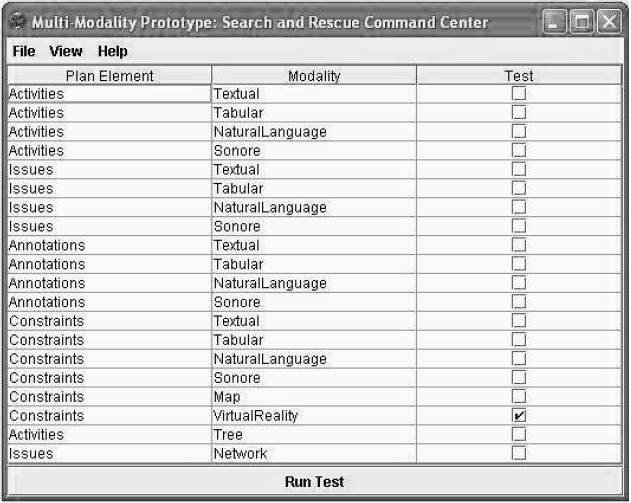 Multi-Modality Prototype: Search and Rescue Command Center
File View Help
Plan Element Modality Test
Activities Textual
Activities Tabular
Activities NaturalLanguage
Activities Sonore
Issues Textual
Issues Tabular
Issues NaturalLanguage
Issues Sonore
Annotations Textual
Annotations Tabular
Annotations NaturalLanguage
Annotations Sonore
Constraints Textual
Constraints Tabular
Constraints NaturalLanguage
Constraints Sonore
Constraints Map
Constraints VirtualReality
Activities Tree
Issues Network
Run Test